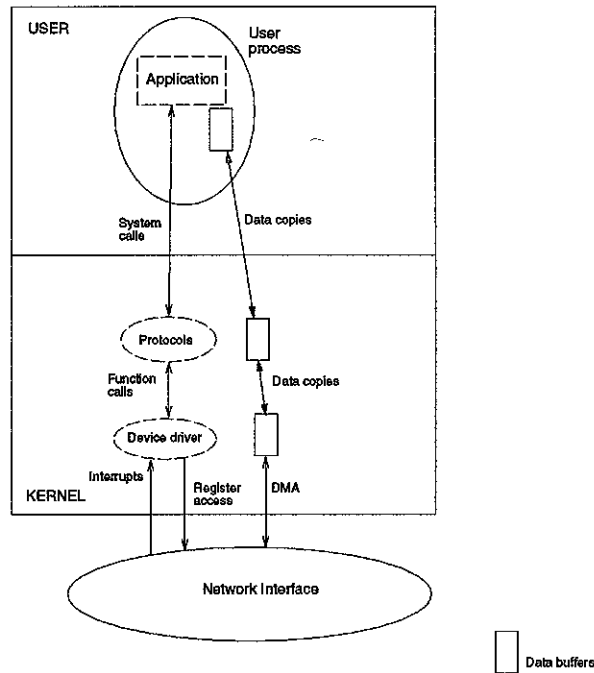 USER
User
process
Application
System
calls
Data copies
Protocols
Function
calls
Data copies
Device driver
Interrupts
Register
access
DMA
KERNEL
Network Interface
Data buffers